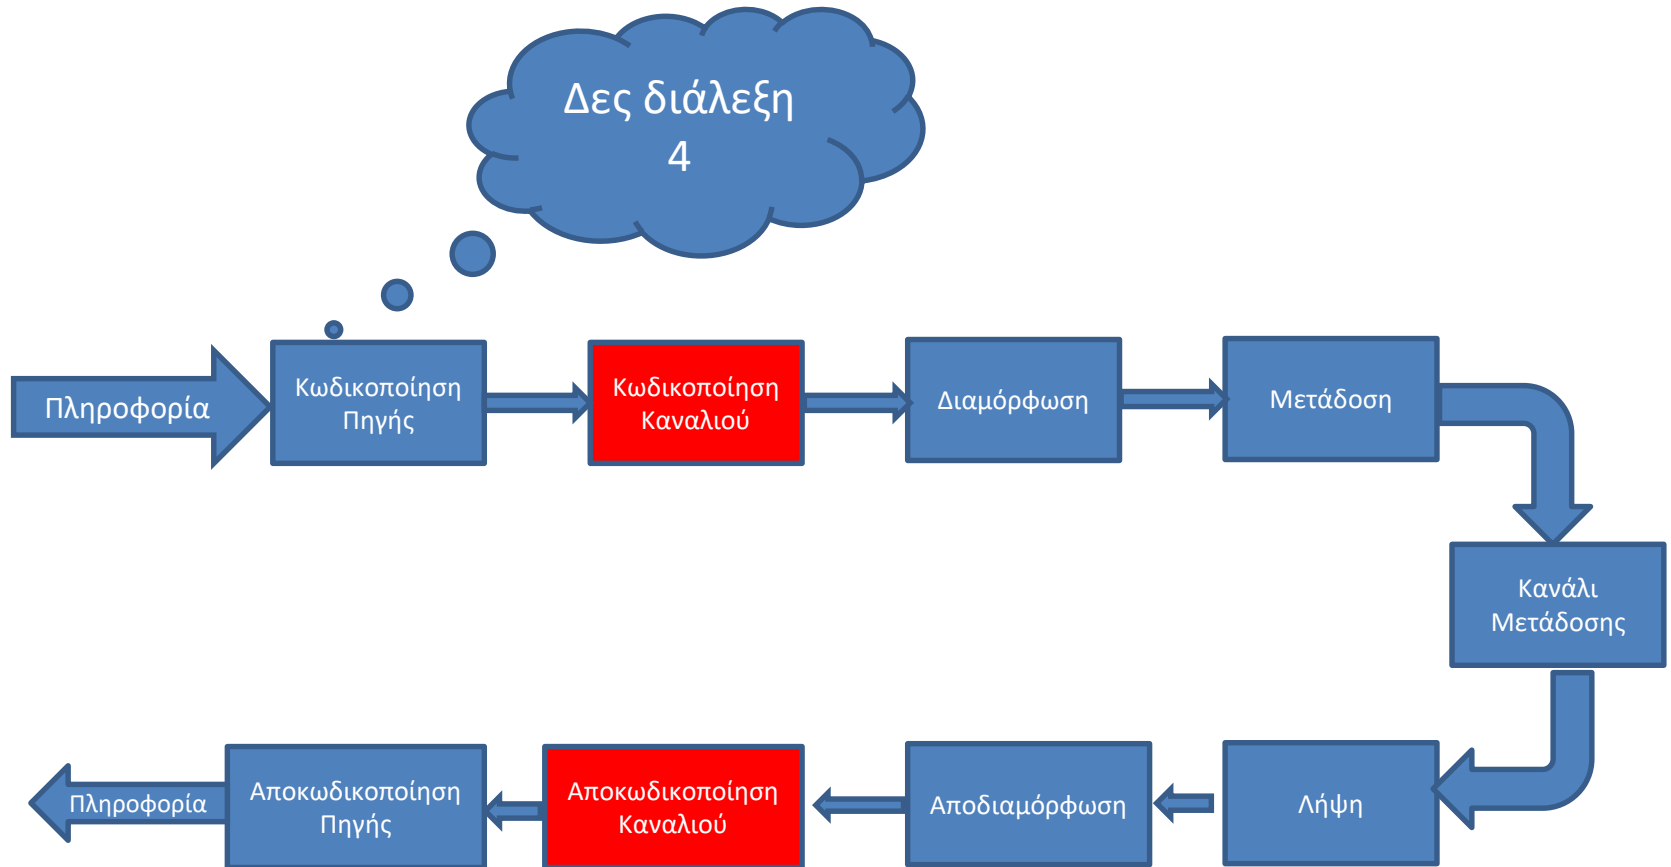 Δες διάλεξη
4
Πληροφορία
Κωδικοποίηση
Πηγής
Κωδικοποίηση
Καναλιού
Διαμόρφωση
Μετάδοση
Κανάλι
Μετάδοσης
Πληροφορία
Αποκωδικοποίηση
Πηγής
Αποκωδικοποίηση
Καναλιού
Αποδιαμόρφωση
Λήψη